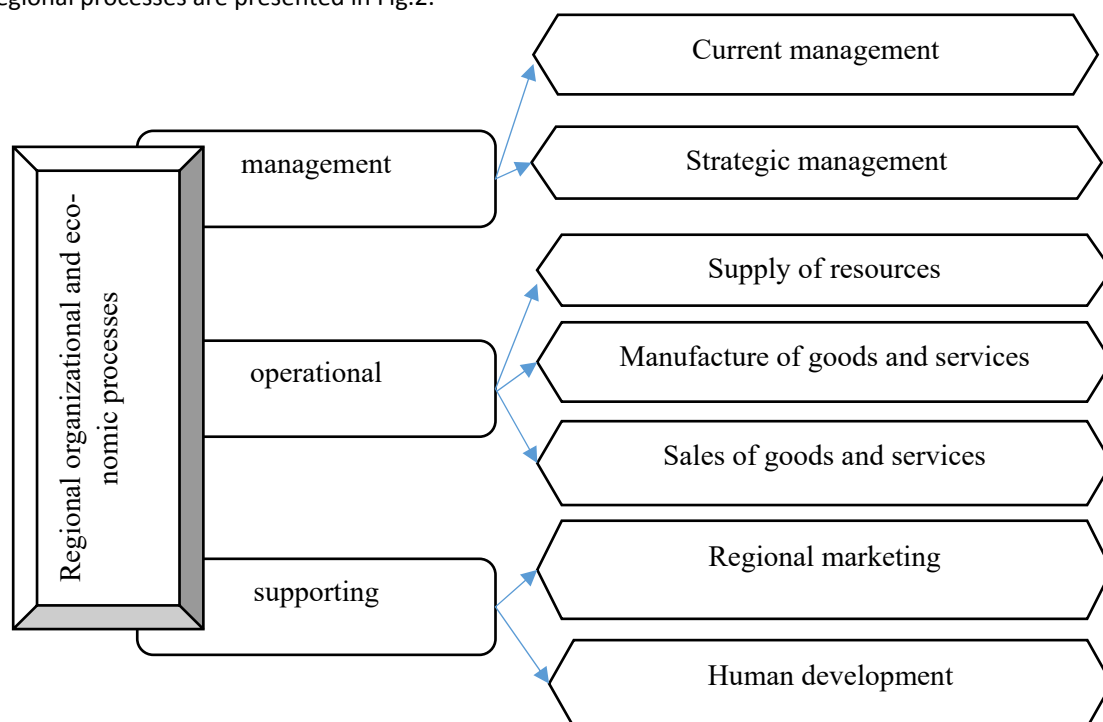 egional processes are presented in Fig.2.
Regional organizational and eco-
nomic processes
management
Current management
Strategic management
operational
Supply of resources
Manufacture of goods and services
Sales of goods and services
supporting
Regional marketing
Human development